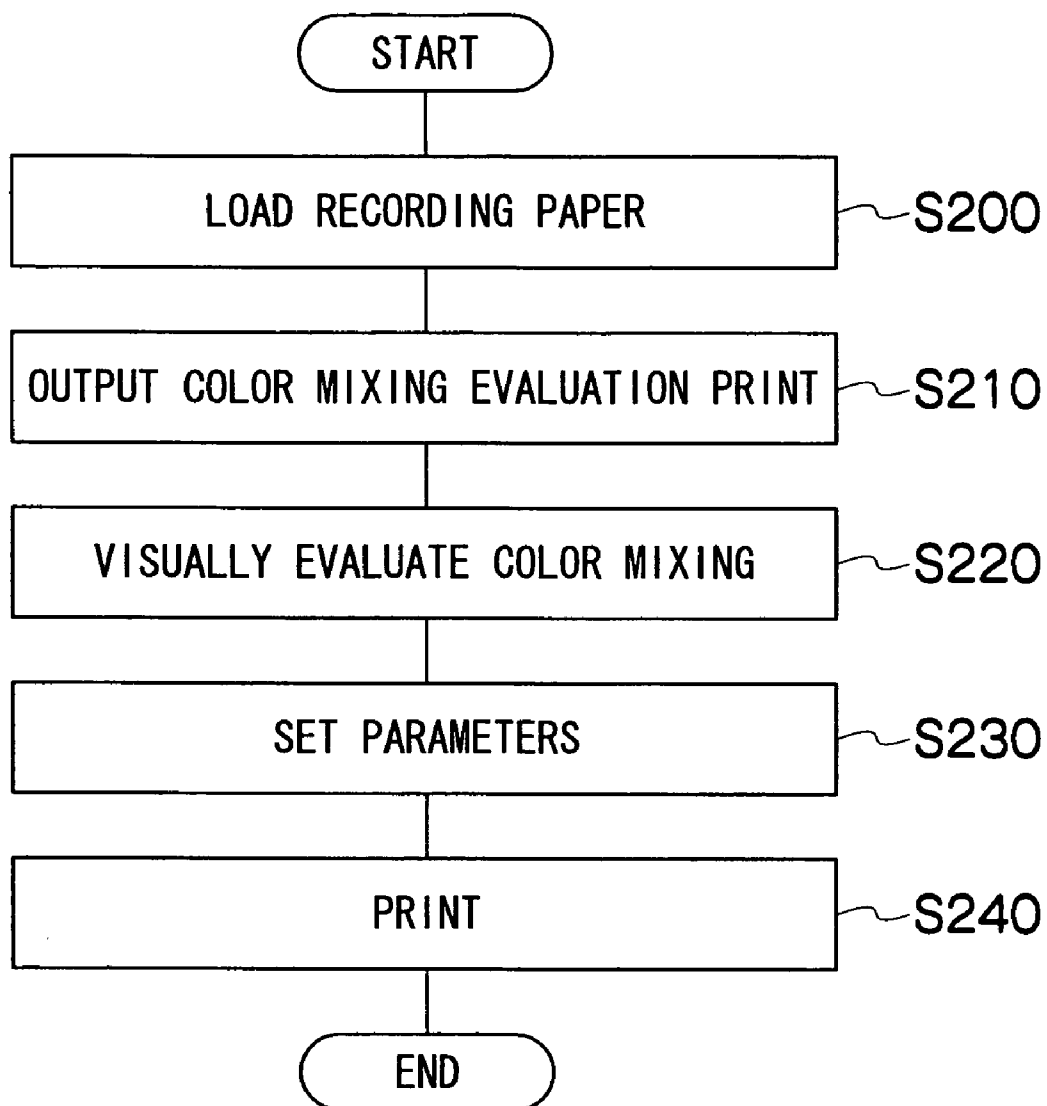 START
LOAD RECORDING PAPER S200
OUTPUT COLOR MIXING EVALUATION PRINT S210
VISUALLY EVALUATE COLOR MIXING S220
SET PARAMETERS S230
PRINT S240
END